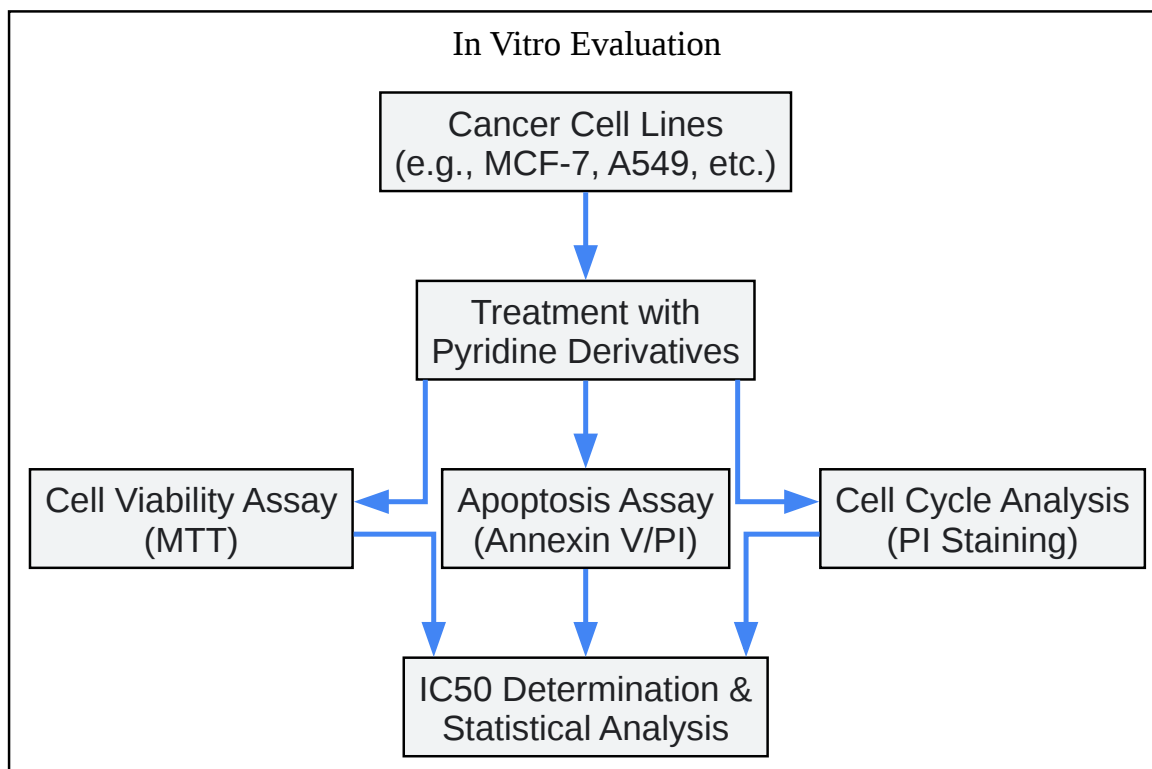 In Vitro Evaluation
Cancer Cell Lines
(e.g., MCF-7, A549, etc.)
Treatment with
Pyridine Derivatives
Cell Viability Assay
(MTT)
Apoptosis Assay
(Annexin V/PI)
Cell Cycle Analysis
(PI Staining)
IC50 Determination &
Statistical Analysis